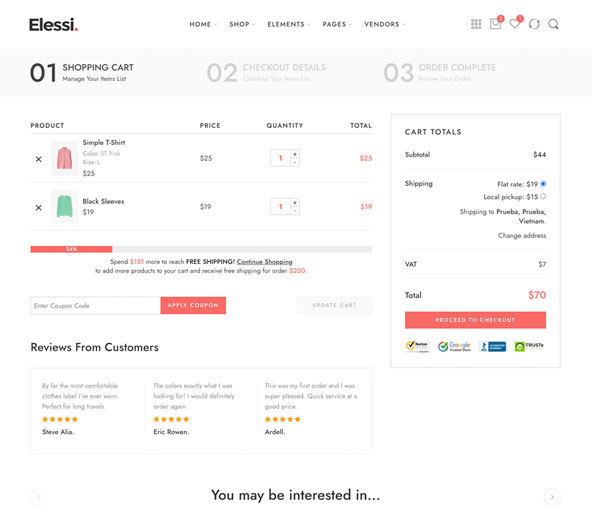 Elessi.
HOME SHOP ELEMENTS PAGES VENDORS
2 1
01 SHOPPING CART
Manage Your Items List
02 CHECKOUT DETAILS
Checkout Your Items List
03 ORDER COMPLETE
Review Your Order
PRODUCT PRICE QUANTITY TOTAL
Simple T-Shirt
Color: ST Pink
Size: L
$25
$25 1 + - $25
Black Sleeves
$19
$19 1 + - $19
24%
Spend $151 more to reach FREE SHIPPING! Continue Shopping
to add more products to your cart and receive free shipping for order $200.
Enter Coupon Code APPLY COUPON UPDATE CART
Reviews From Customers
By far the most comfortable
clothes label I've ever worn.
Perfect for long travels.
Steve Alia.
The colors exactly what I was
looking for! I would definitely
order again.
Eric Rowen.
This was my first order and I was
super pleased. Quick service at a
good price.
Ardell.
CART TOTALS
Subtotal $44
Shipping Flat rate: $19
Local pickup: $15
Shipping to Prueba, Prueba,
Vietnam.
Change address
VAT $7
Total $70
PROCEED TO CHECKOUT
Norton
Google
Trusted Store
TRUSTe
You may be interested in...